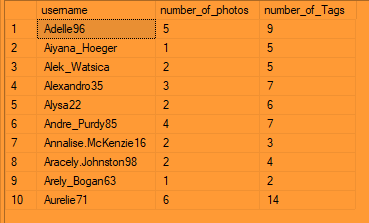 username number_of_photos number_of_Tags
1 Adelle96 5 9
2 Aiyana_Hoeger 1 5
3 Alek_Watsica 2 5
4 Alexandro35 3 7
5 Alysa22 2 6
6 Andre_Purdy85 4 7
7 Annalise.McKenzie16 2 3
8 Aracely.Johnston98 2 4
9 Arely_Bogan63 1 2
10 Aurelie71 6 14